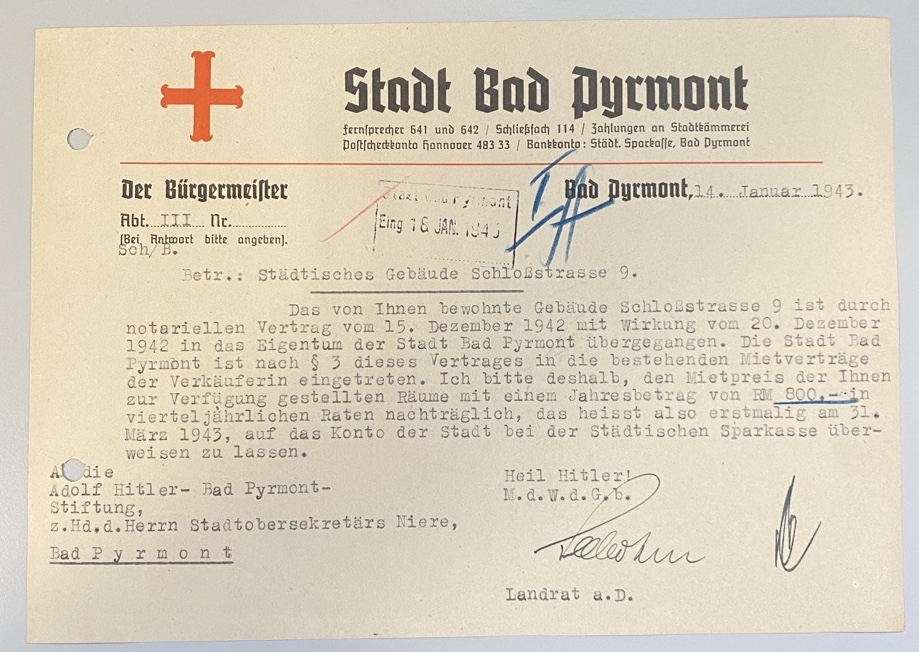 Stadt Bad Pyrmont
Fernsprecher 641 und 642 / Schließfach 114 / Zahlungen an Stadtkämmerei
Postscheckkonto Hannover 483 33 / Bankkonto: Städt. Sparkasse, Bad Pyrmont
Der Bürgermeister
Bad Pyrmont, 14. Januar 1943.
Abt. III Nr.
(Bei Antwort bitte angeben).
Sch/B.
Stadt Bad Pyrmont
Eing 18. JAN. 1943
Betr.: Städtisches Gebäude Schloßstrasse 9.
Das von Ihnen bewohnte Gebäude Schloßstrasse 9 ist durch
notariellen Vertrag vom 15. Dezember 1942 mit Wirkung vom 20. Dezember
1942 in das Eigentum der Stadt Bad Pyrmont übergegangen. Die Stadt Bad
Pyrmont ist nach § 3 dieses Vertrages in die bestehenden Mietverträge
der Verkäuferin eingetreten. Ich bitte deshalb, den Mietpreis der Ihnen
zur Verfügung gestellten Räume mit einem Jahresbetrag von RM 800,-- in
vierteljährlichen Raten nachträglich, das heisst also erstmalig am 31.
März 1943, auf das Konto der Stadt bei der Städtischen Sparkasse über-
weisen zu lassen.
An die
Adolf Hitler- Bad Pyrmont-
Stiftung,
z.Hd.d.Herrn Stadtobersekretärs Niere,
Bad Pyrmont
Heil Hitler!
M.d.W.d.G.b.
Landrat a.D.